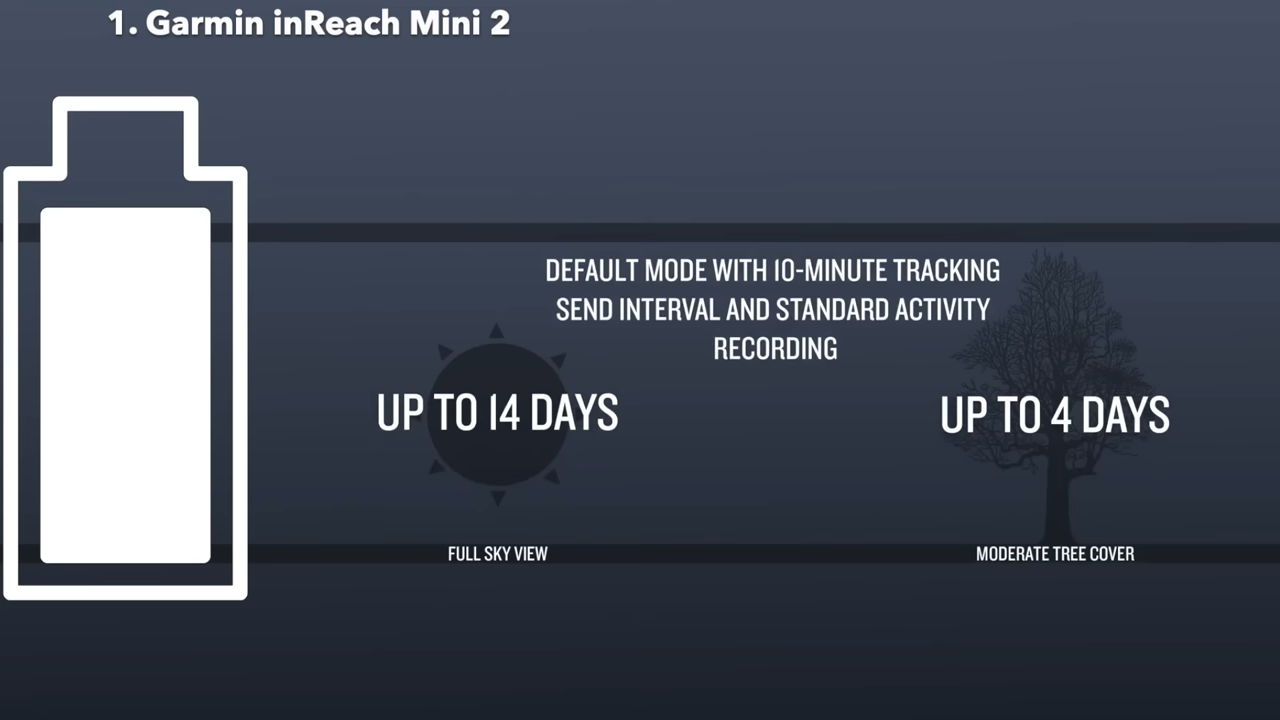 1. Garmin inReach Mini 2
DEFAULT MODE WITH 10-MINUTE TRACKING
SEND INTERVAL AND STANDARD ACTIVITY
RECORDING
UP TO 14 DAYS
UP TO 4 DAYS
FULL SKY VIEW
MODERATE TREE COVER